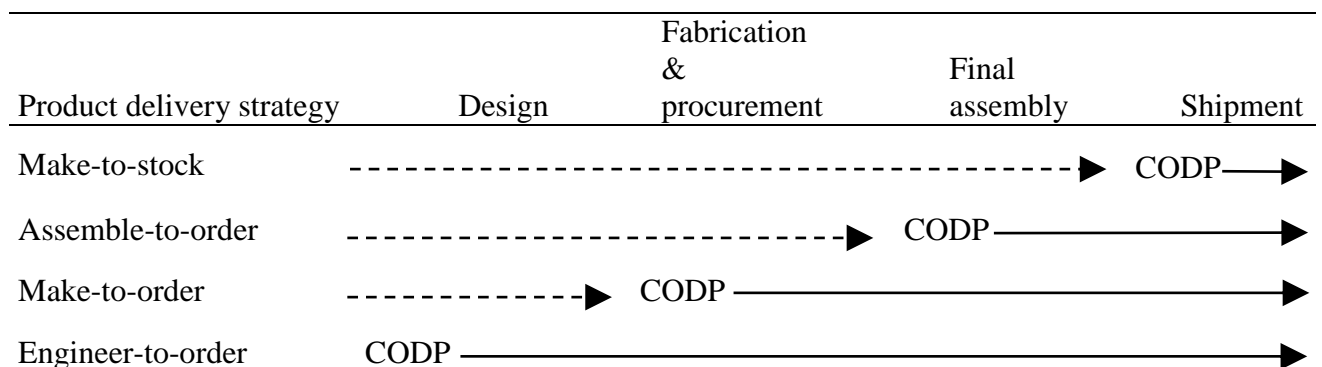 Fabrication
& Final
Product delivery strategy Design procurement assembly Shipment
Make-to-stock CODP
Assemble-to-order CODP
Make-to-order CODP
Engineer-to-order CODP